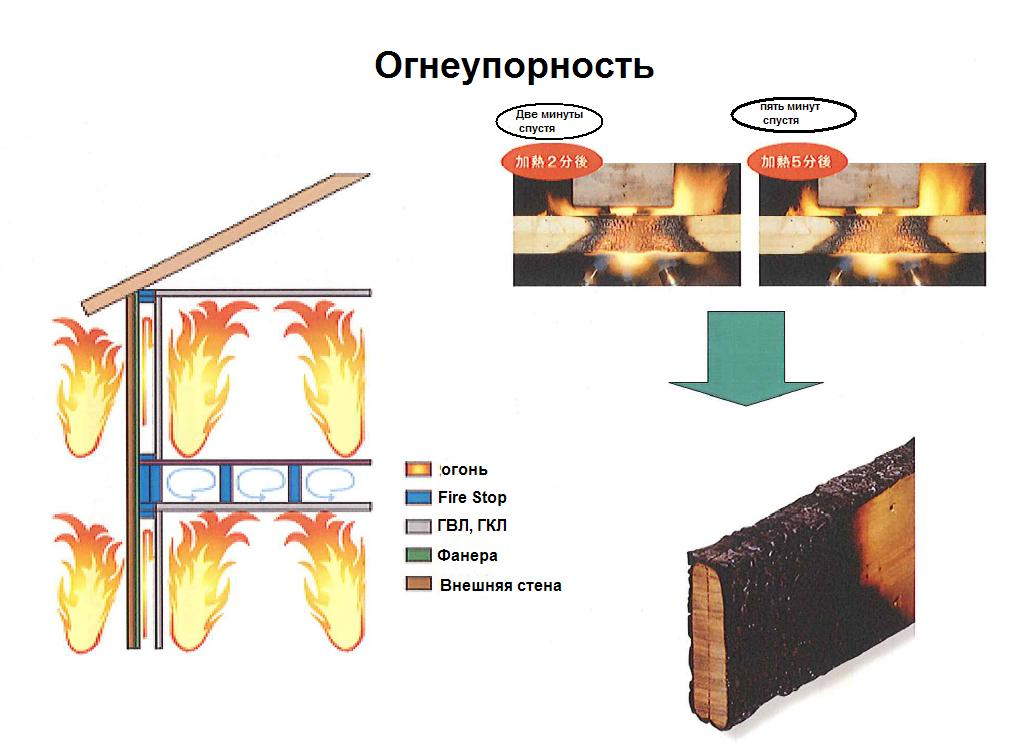 Огнеупорность
Две минуты
спустя
пять минут
спустя
加熱2分後
加熱5分後
огонь
Fire Stop
ГВЛ, ГКЛ
Фанера
Внешняя стена